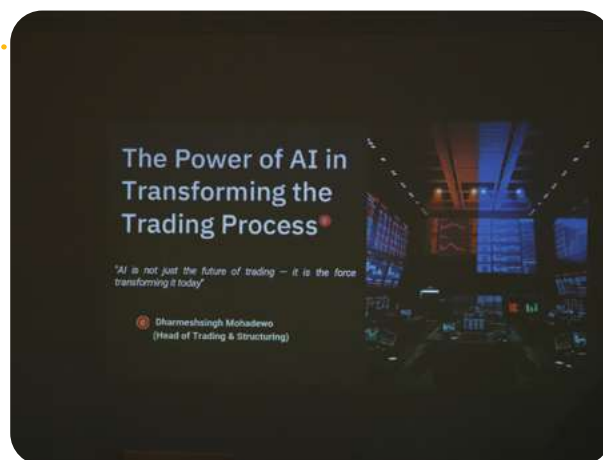 The Power of AI in
Transforming the
Trading Process
"AI is not just the future of trading — it is the force
transforming it today"
Dharmeshsingh Mohadewo
(Head of Trading & Structuring)